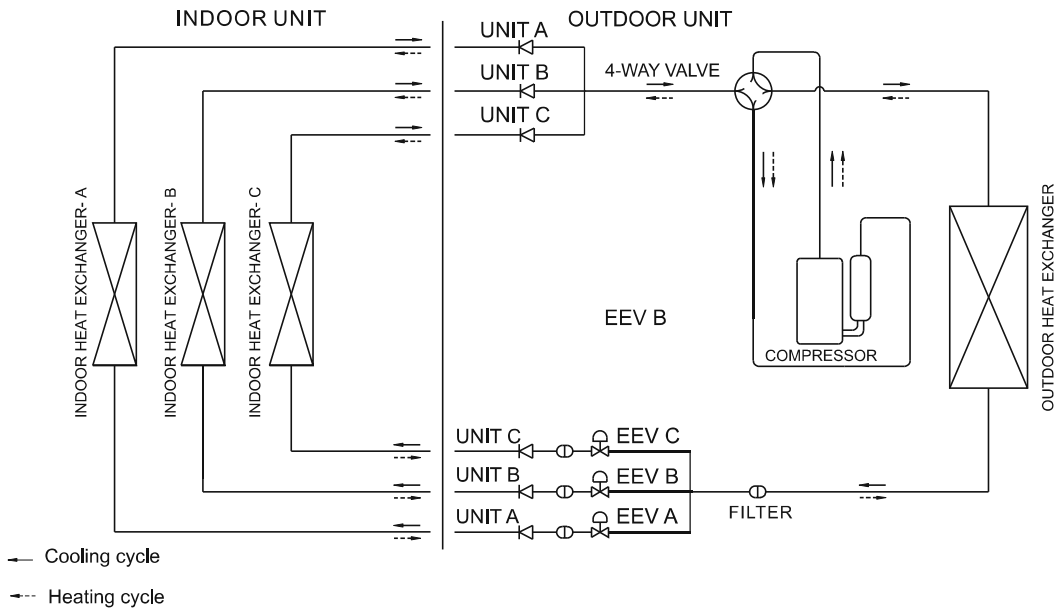 INDOOR UNIT
OUTDOOR UNIT
UNIT A
UNIT B
4-WAY VALVE
UNIT C
INDOOR HEAT EXCHANGER- A
INDOOR HEAT EXCHANGER- B
INDOOR HEAT EXCHANGER- C
OUTDOOR HEAT EXCHANGER
EEV B
COMPRESSOR
UNIT C
EEV C
UNIT B
EEV B
UNIT A
EEV A
FILTER
Cooling cycle
Heating cycle